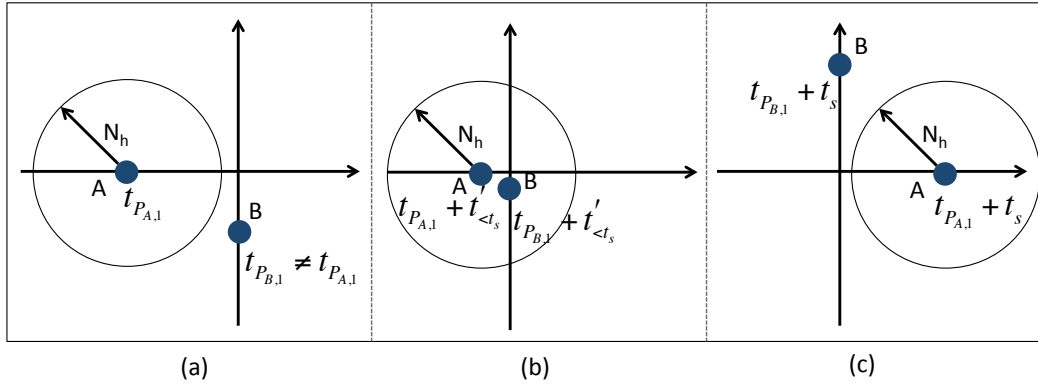 N_h
A
t_{P_{A,1}}
B
t_{P_{B,1}} ≠ t_{P_{A,1}}
(a)
N_h
A
B
t_{P_{A,1}} + t'_{<t_s}
t_{P_{B,1}} + t'_{<t_s}
(b)
B
t_{P_{B,1}} + t_s
N_h
A
t_{P_{A,1}} + t_s
(c)